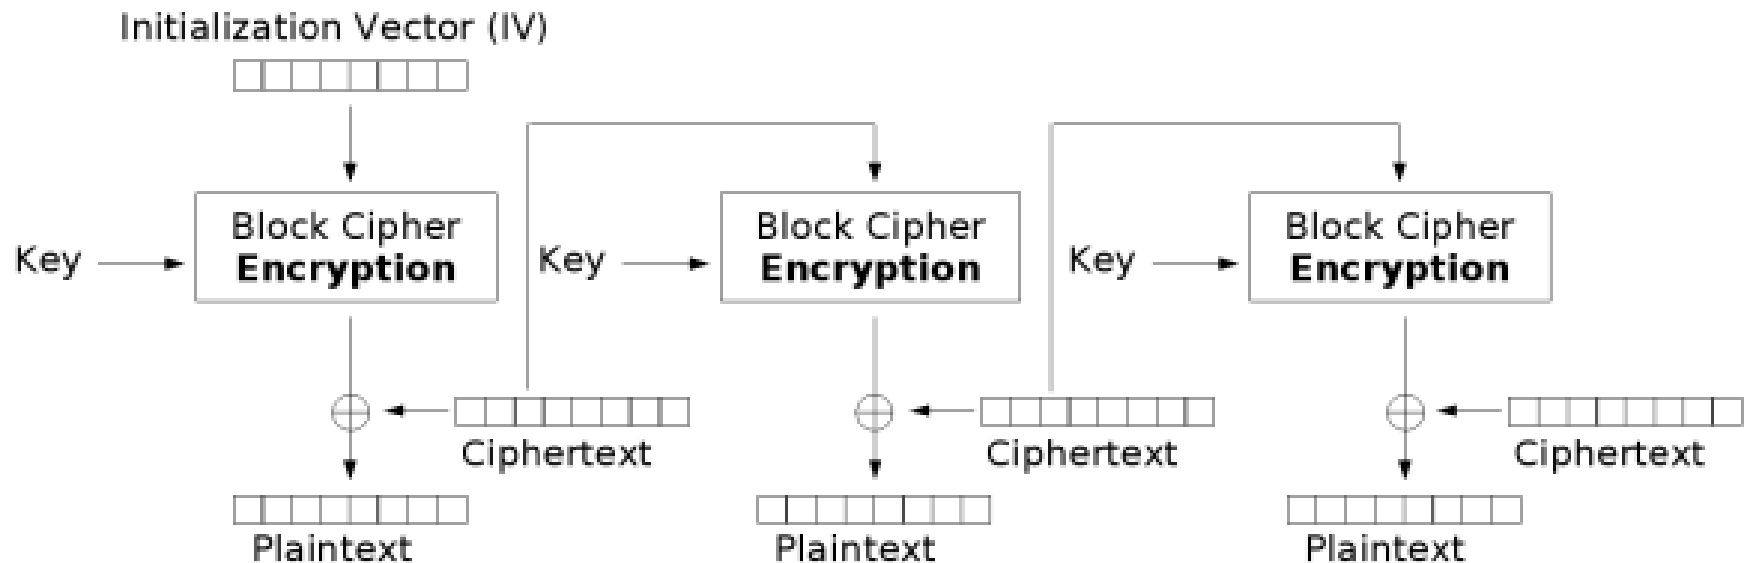 Initialization Vector (IV)
Key
Block Cipher
Encryption
Key
Block Cipher
Encryption
Key
Block Cipher
Encryption
Ciphertext
Ciphertext
Ciphertext
Plaintext
Plaintext
Plaintext